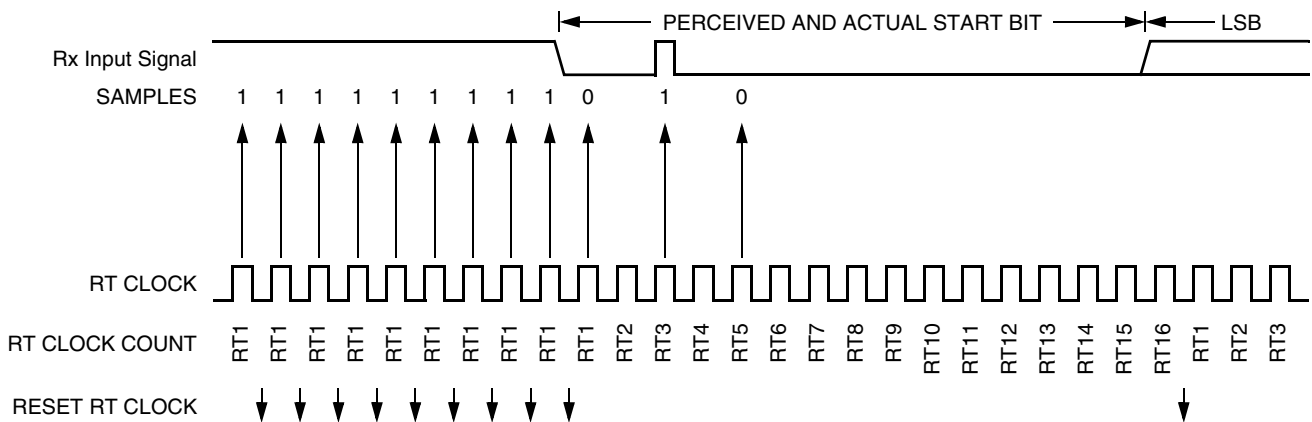 PERCEIVED AND ACTUAL START BIT LSB
Rx Input Signal
SAMPLES 1 1 1 1 1 1 1 1 1 0 1 0
RT CLOCK
RT CLOCK COUNT RT1 RT1 RT1 RT1 RT1 RT1 RT1 RT1 RT1 RT1 RT2 RT3 RT4 RT5 RT6 RT7 RT8 RT9 RT10 RT11 RT12 RT13 RT14 RT15 RT16 RT1 RT2 RT3
RESET RT CLOCK